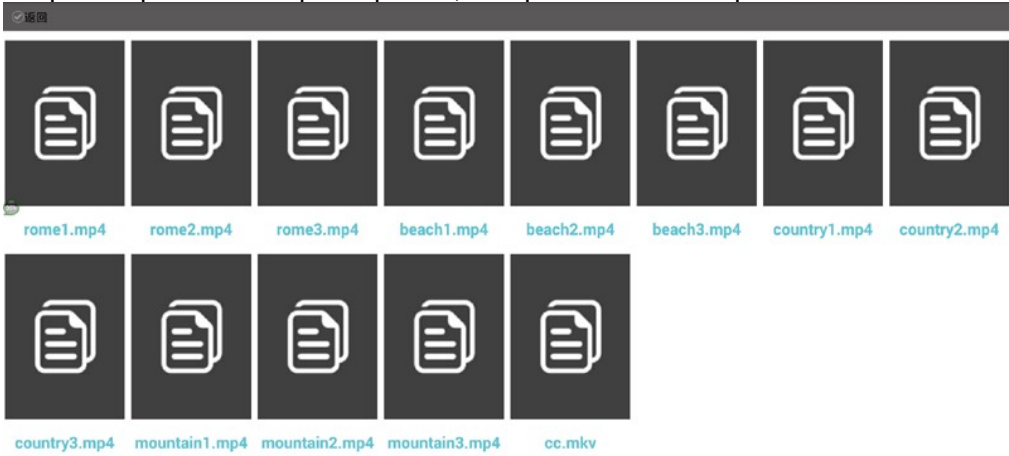 返回
rome1.mp4 rome2.mp4 rome3.mp4 beach1.mp4 beach2.mp4 beach3.mp4 country1.mp4 country2.mp4
country3.mp4 mountain1.mp4 mountain2.mp4 mountain3.mp4 cc.mkv